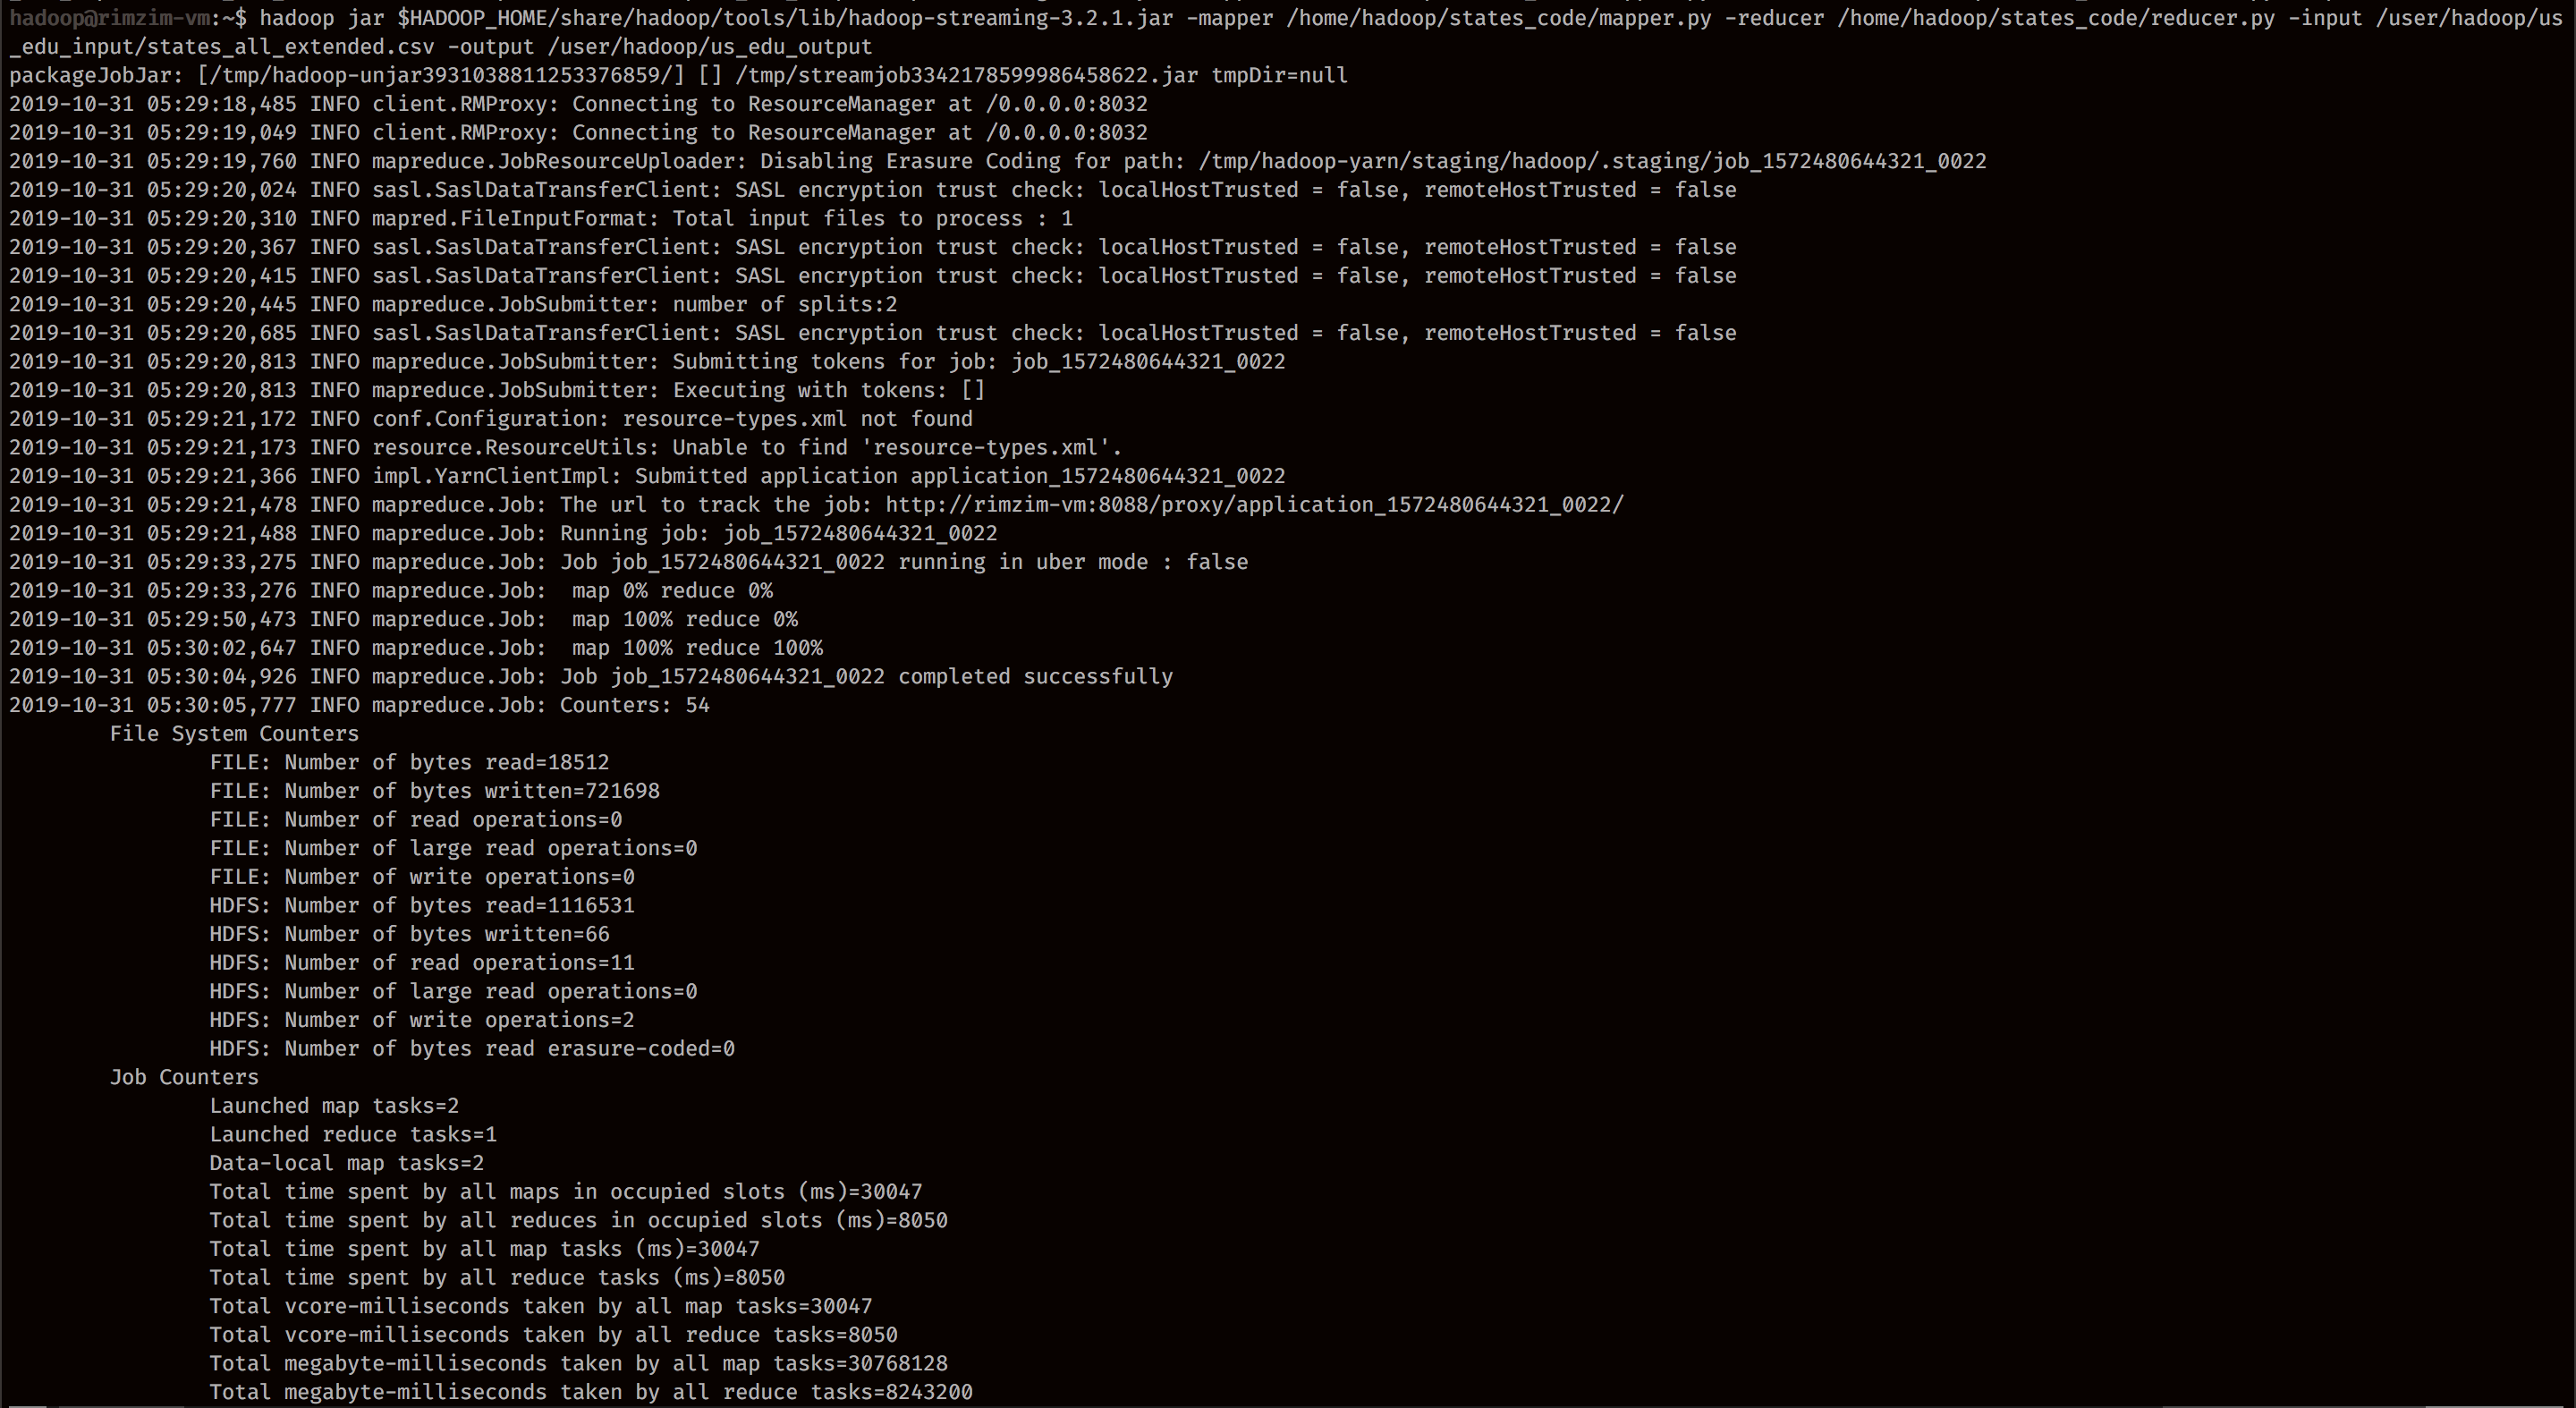 hadoop@rimzim-vm:~$ hadoop jar $HADOOP_HOME/share/hadoop/tools/lib/hadoop-streaming-3.2.1.jar -mapper /home/hadoop/states_code/mapper.py -reducer /home/hadoop/states_code/reducer.py -input /user/hadoop/us
_edu_input/states_all_extended.csv -output /user/hadoop/us_edu_output
packageJobJar: [/tmp/hadoop-unjar3931038811253376859/] [] /tmp/streamjob3342178599986458622.jar tmpDir=null
2019-10-31 05:29:18,485 INFO client.RMProxy: Connecting to ResourceManager at /0.0.0.0:8032
2019-10-31 05:29:19,049 INFO client.RMProxy: Connecting to ResourceManager at /0.0.0.0:8032
2019-10-31 05:29:19,760 INFO mapreduce.JobResourceUploader: Disabling Erasure Coding for path: /tmp/hadoop-yarn/staging/hadoop/.staging/job_1572480644321_0022
2019-10-31 05:29:20,024 INFO sasl.SaslDataTransferClient: SASL encryption trust check: localHostTrusted = false, remoteHostTrusted = false
2019-10-31 05:29:20,310 INFO mapred.FileInputFormat: Total input files to process : 1
2019-10-31 05:29:20,367 INFO sasl.SaslDataTransferClient: SASL encryption trust check: localHostTrusted = false, remoteHostTrusted = false
2019-10-31 05:29:20,415 INFO sasl.SaslDataTransferClient: SASL encryption trust check: localHostTrusted = false, remoteHostTrusted = false
2019-10-31 05:29:20,445 INFO mapreduce.JobSubmitter: number of splits:2
2019-10-31 05:29:20,685 INFO sasl.SaslDataTransferClient: SASL encryption trust check: localHostTrusted = false, remoteHostTrusted = false
2019-10-31 05:29:20,813 INFO mapreduce.JobSubmitter: Submitting tokens for job: job_1572480644321_0022
2019-10-31 05:29:20,813 INFO mapreduce.JobSubmitter: Executing with tokens: []
2019-10-31 05:29:21,172 INFO conf.Configuration: resource-types.xml not found
2019-10-31 05:29:21,173 INFO resource.ResourceUtils: Unable to find 'resource-types.xml'.
2019-10-31 05:29:21,366 INFO impl.YarnClientImpl: Submitted application application_1572480644321_0022
2019-10-31 05:29:21,478 INFO mapreduce.Job: The url to track the job: http://rimzim-vm:8088/proxy/application_1572480644321_0022/
2019-10-31 05:29:21,488 INFO mapreduce.Job: Running job: job_1572480644321_0022
2019-10-31 05:29:33,275 INFO mapreduce.Job: Job job_1572480644321_0022 running in uber mode : false
2019-10-31 05:29:33,276 INFO mapreduce.Job:  map 0% reduce 0%
2019-10-31 05:29:50,473 INFO mapreduce.Job:  map 100% reduce 0%
2019-10-31 05:30:02,647 INFO mapreduce.Job:  map 100% reduce 100%
2019-10-31 05:30:04,926 INFO mapreduce.Job: Job job_1572480644321_0022 completed successfully
2019-10-31 05:30:05,777 INFO mapreduce.Job: Counters: 54
File System Counters
FILE: Number of bytes read=18512
FILE: Number of bytes written=721698
FILE: Number of read operations=0
FILE: Number of large read operations=0
FILE: Number of write operations=0
HDFS: Number of bytes read=1116531
HDFS: Number of bytes written=66
HDFS: Number of read operations=11
HDFS: Number of large read operations=0
HDFS: Number of write operations=2
HDFS: Number of bytes read erasure-coded=0
Job Counters
Launched map tasks=2
Launched reduce tasks=1
Data-local map tasks=2
Total time spent by all maps in occupied slots (ms)=30047
Total time spent by all reduces in occupied slots (ms)=8050
Total time spent by all map tasks (ms)=30047
Total time spent by all reduce tasks (ms)=8050
Total vcore-milliseconds taken by all map tasks=30047
Total vcore-milliseconds taken by all reduce tasks=8050
Total megabyte-milliseconds taken by all map tasks=30768128
Total megabyte-milliseconds taken by all reduce tasks=8243200